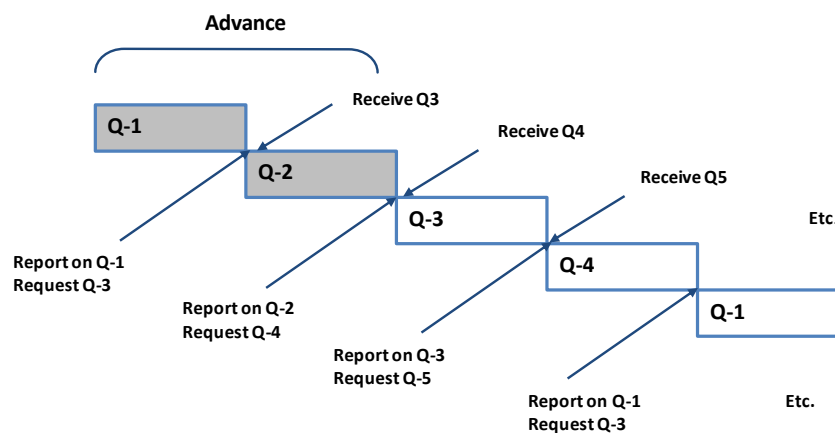 Advance
Q-1
Receive Q3
Q-2
Receive Q4
Q-3
Receive Q5
Etc.
Report on Q-1
Request Q-3
Q-4
Report on Q-2
Request Q-4
Q-1
Report on Q-3
Request Q-5
Report on Q-1
Request Q-3
Etc.